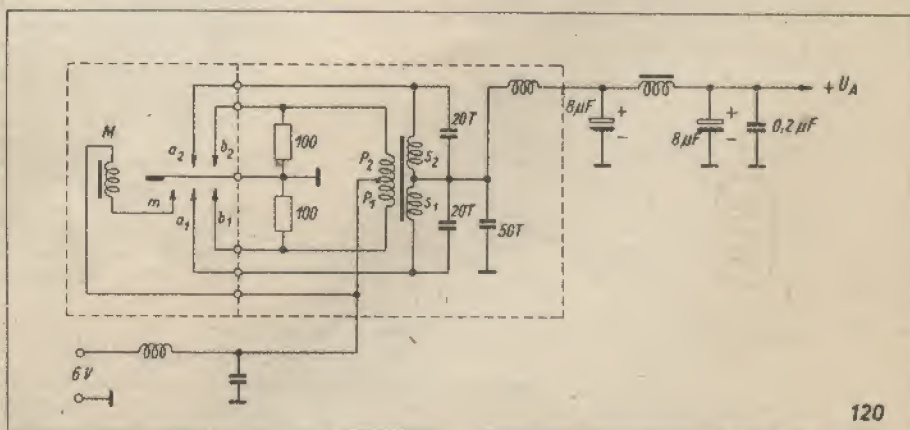 M
a₂
b₂
m
a₁
b₁
100
100
P₂
P₁
S₂
S₁
20T
20T
50T
8μF
+
−
8μF
+
−
0,2μF
+ U_A
6V
120